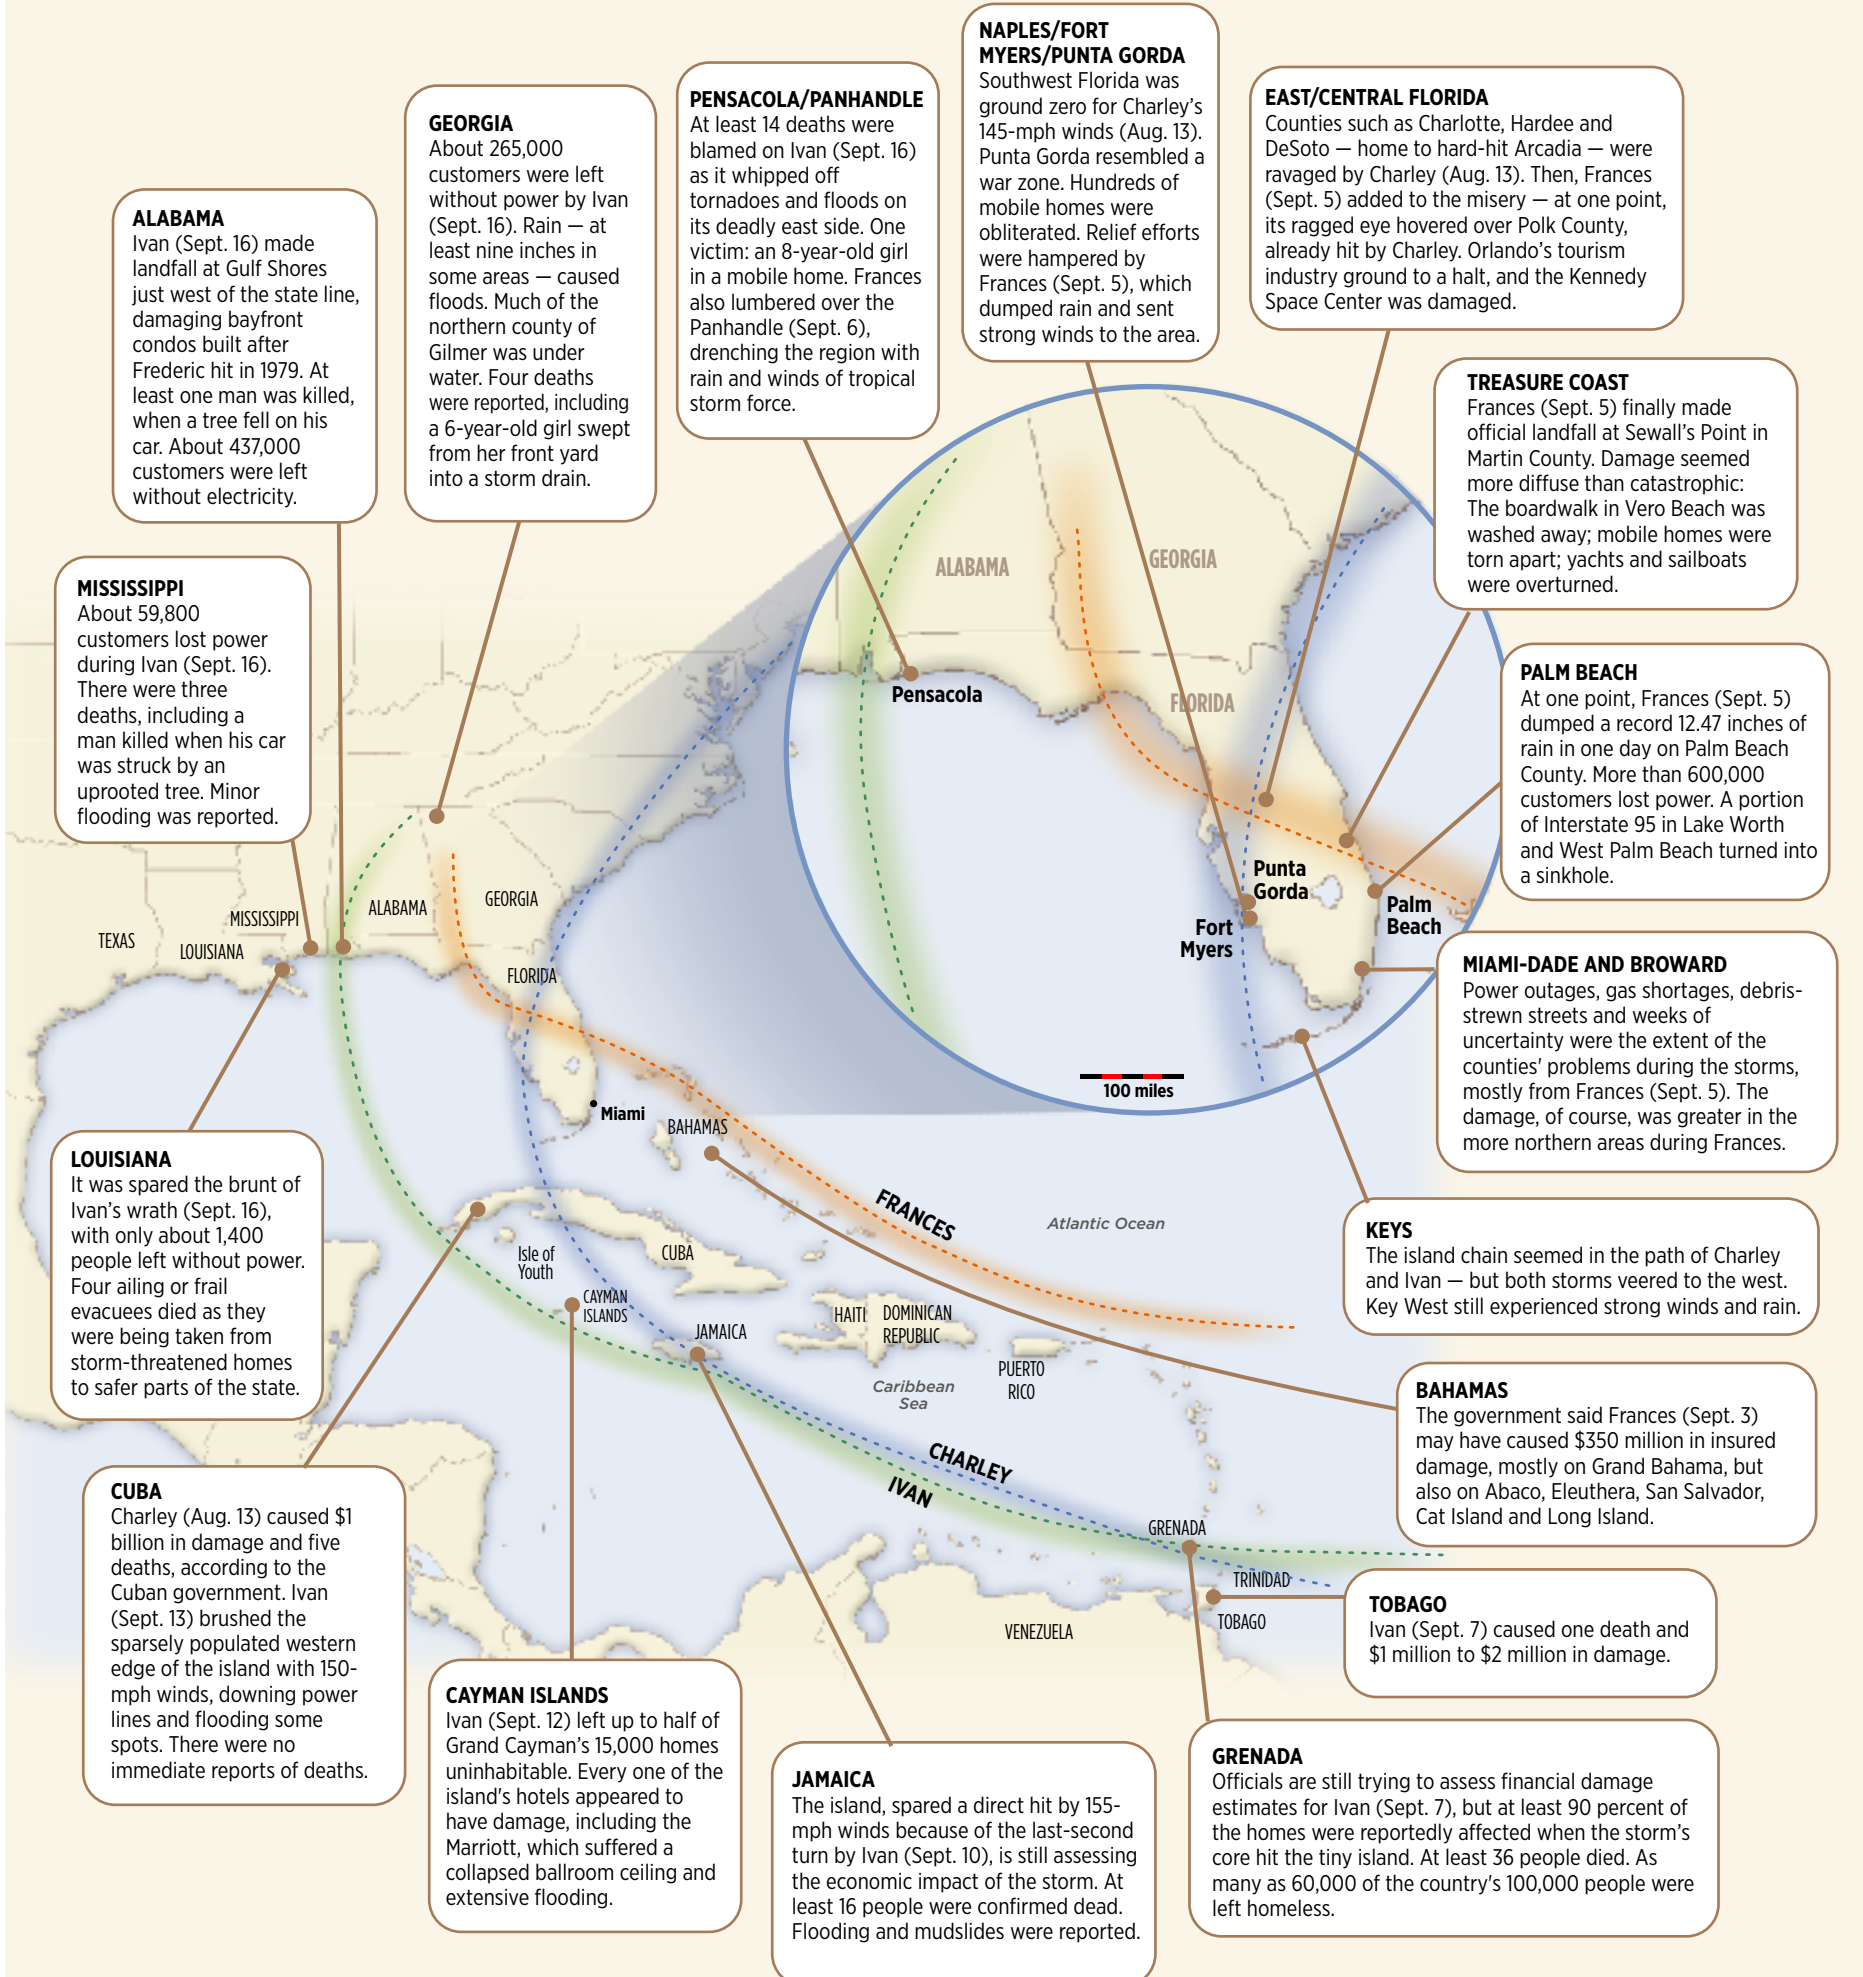 NAPLES/FORT
MYERS/PUNTA GORDA
Southwest Florida was
ground zero for Charley's
145-mph winds (Aug. 13).
Punta Gorda resembled a
war zone. Hundreds of
mobile homes were
obliterated. Relief efforts
were hampered by
Frances (Sept. 5), which
dumped rain and sent
strong winds to the area.
EAST/CENTRAL FLORIDA
Counties such as Charlotte, Hardee and
DeSoto — home to hard-hit Arcadia — were
ravaged by Charley (Aug. 13). Then, Frances
(Sept. 5) added to the misery — at one point,
its ragged eye hovered over Polk County,
already hit by Charley. Orlando's tourism
industry ground to a halt, and the Kennedy
Space Center was damaged.
PENSACOLA/PANHANDLE
At least 14 deaths were
blamed on Ivan (Sept. 16)
as it whipped off
tornadoes and floods on
its deadly east side. One
victim: an 8-year-old girl
in a mobile home. Frances
also lumbered over the
Panhandle (Sept. 6),
drenching the region with
rain and winds of tropical
storm force.
GEORGIA
About 265,000
customers were left
without power by Ivan
(Sept. 16). Rain — at
least nine inches in
some areas — caused
floods. Much of the
northern county of
Gilmer was under
water. Four deaths
were reported, including
a 6-year-old girl swept
from her front yard
into a storm drain.
ALABAMA
Ivan (Sept. 16) made
landfall at Gulf Shores
just west of the state line,
damaging bayfront
condos built after
Frederic hit in 1979. At
least one man was killed,
when a tree fell on his
car. About 437,000
customers were left
without electricity.
TREASURE COAST
Frances (Sept. 5) finally made
official landfall at Sewall's Point in
Martin County. Damage seemed
more diffuse than catastrophic:
The boardwalk in Vero Beach was
washed away; mobile homes were
torn apart; yachts and sailboats
were overturned.
MISSISSIPPI
About 59,800
customers lost power
during Ivan (Sept. 16).
There were three
deaths, including a
man killed when his car
was struck by an
uprooted tree. Minor
flooding was reported.
PALM BEACH
At one point, Frances (Sept. 5)
dumped a record 12.47 inches of
rain in one day on Palm Beach
County. More than 600,000
customers lost power. A portion
of Interstate 95 in Lake Worth
and West Palm Beach turned into
a sinkhole.
ALABAMA
GEORGIA
FLORIDA
Pensacola
Punta
Gorda
Fort
Myers
Palm
Beach
100 miles
TEXAS
LOUISIANA
MISSISSIPPI
ALABAMA
GEORGIA
FLORIDA
MIAMI-DADE AND BROWARD
Power outages, gas shortages, debris-
strewn streets and weeks of
uncertainty were the extent of the
counties' problems during the storms,
mostly from Frances (Sept. 5). The
damage, of course, was greater in the
more northern areas during Frances.
Miami
BAHAMAS
LOUISIANA
It was spared the brunt of
Ivan's wrath (Sept. 16),
with only about 1,400
people left without power.
Four ailing or frail
evacuees died as they
were being taken from
storm-threatened homes
to safer parts of the state.
FRANCES
Atlantic Ocean
KEYS
The island chain seemed in the path of Charley
and Ivan — but both storms veered to the west.
Key West still experienced strong winds and rain.
Isle of
Youth
CUBA
CAYMAN
ISLANDS
JAMAICA
HAITI
DOMINICAN
REPUBLIC
PUERTO
RICO
Caribbean
Sea
CHARLEY
IVAN
BAHAMAS
The government said Frances (Sept. 3)
may have caused $350 million in insured
damage, mostly on Grand Bahama, but
also on Abaco, Eleuthera, San Salvador,
Cat Island and Long Island.
GRENADA
TRINIDAD
TOBAGO
VENEZUELA
CUBA
Charley (Aug. 13) caused $1
billion in damage and five
deaths, according to the
Cuban government. Ivan
(Sept. 13) brushed the
sparsely populated western
edge of the island with 150-
mph winds, downing power
lines and flooding some
spots. There were no
immediate reports of deaths.
TOBAGO
Ivan (Sept. 7) caused one death and
$1 million to $2 million in damage.
CAYMAN ISLANDS
Ivan (Sept. 12) left up to half of
Grand Cayman's 15,000 homes
uninhabitable. Every one of the
island's hotels appeared to
have damage, including the
Marriott, which suffered a
collapsed ballroom ceiling and
extensive flooding.
JAMAICA
The island, spared a direct hit by 155-
mph winds because of the last-second
turn by Ivan (Sept. 10), is still assessing
the economic impact of the storm. At
least 16 people were confirmed dead.
Flooding and mudslides were reported.
GRENADA
Officials are still trying to assess financial damage
estimates for Ivan (Sept. 7), but at least 90 percent of
the homes were reportedly affected when the storm's
core hit the tiny island. At least 36 people died. As
many as 60,000 of the country's 100,000 people were
left homeless.